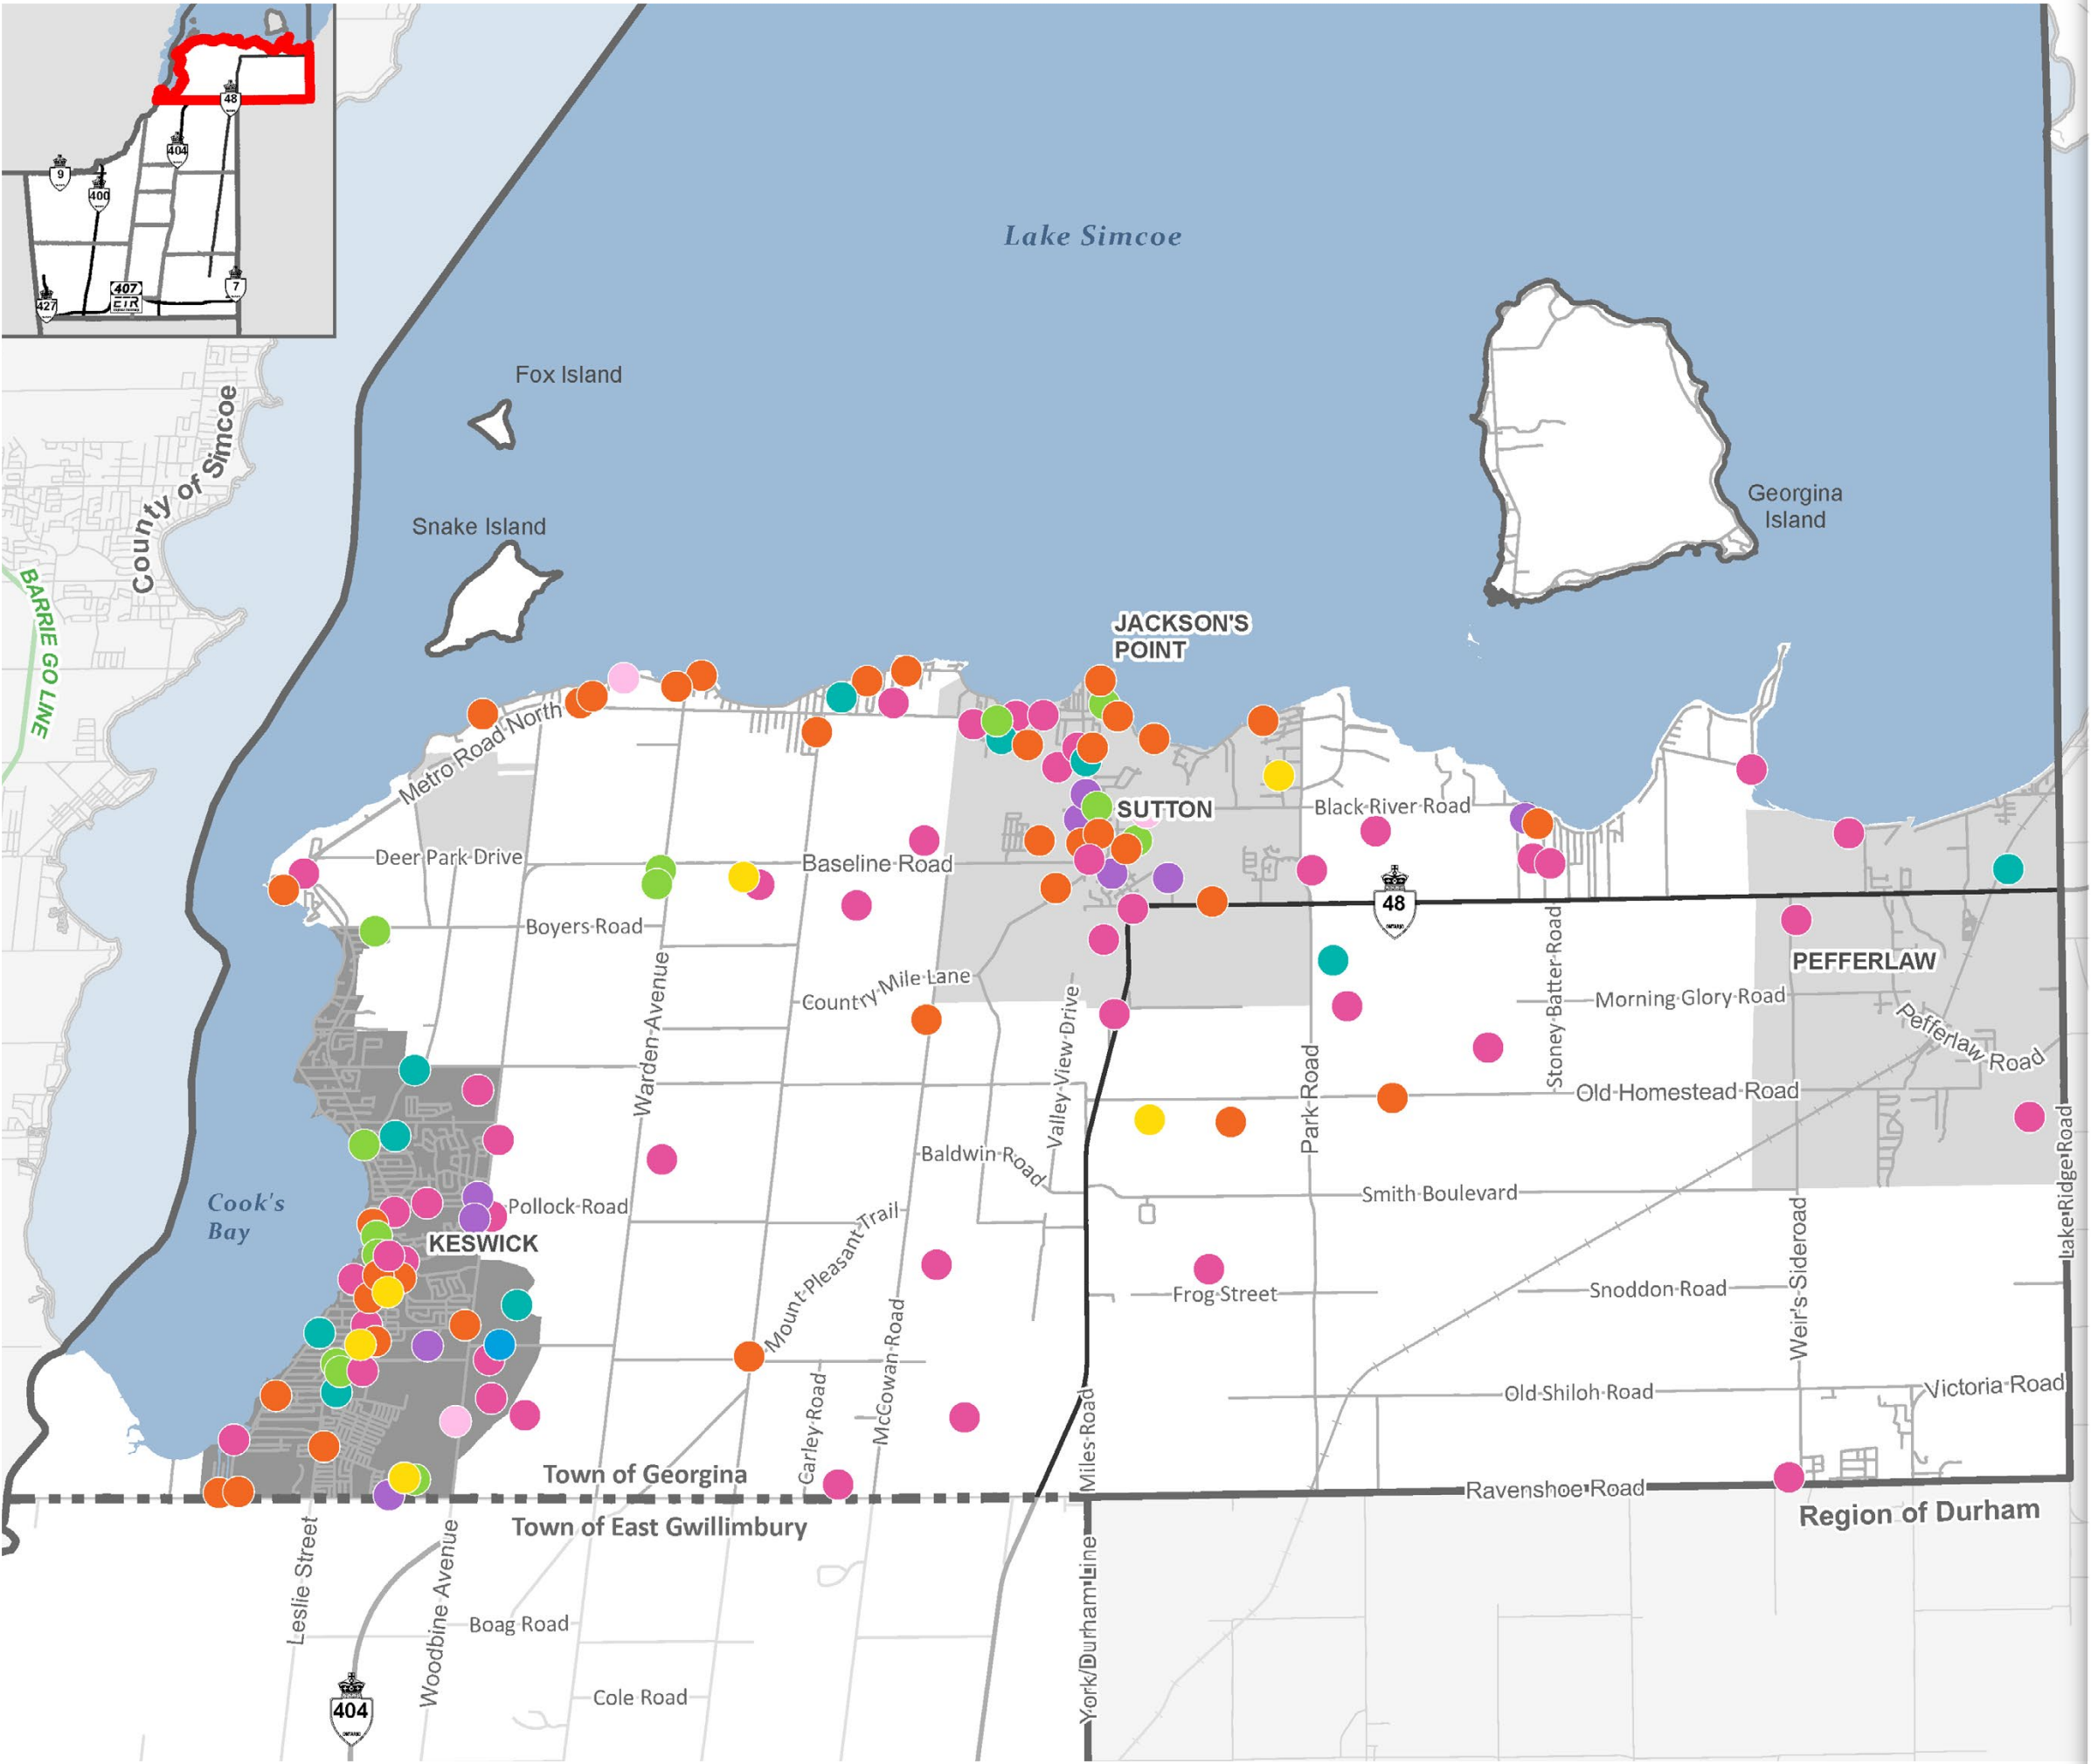 48
404
9
400
407
ETR
7
427
Lake Simcoe
Fox Island
County of Simcoe
Snake Island
Georgina
Island
BARRIE GO LINE
JACKSON'S
POINT
Metro Road North
SUTTON
Black River Road
Deer Park Drive
Baseline Road
48
ONTARIO
Boyers Road
PEFFERLAW
Country Mile Lane
Morning Glory Road
Stoney Batter Road
Pefferlaw Road
Warden Avenue
Valley View Drive
Park Road
Old Homestead Road
Baldwin Road
Lake Ridge Road
Cook's
Bay
Pollock Road
Smith Boulevard
KESWICK
Mount Pleasant Trail
Frog Street
Snoddon Road
Weir's Sideroad
McCowan Road
Carley Road
Miles Road
Old Shiloh Road
Victoria Road
Town of Georgina
Ravenshoe Road
Region of Durham
Town of East Gwillimbury
Leslie Street
Woodbine Avenue
York/Durham Line
Boag Road
Cole Road
404
ONTARIO